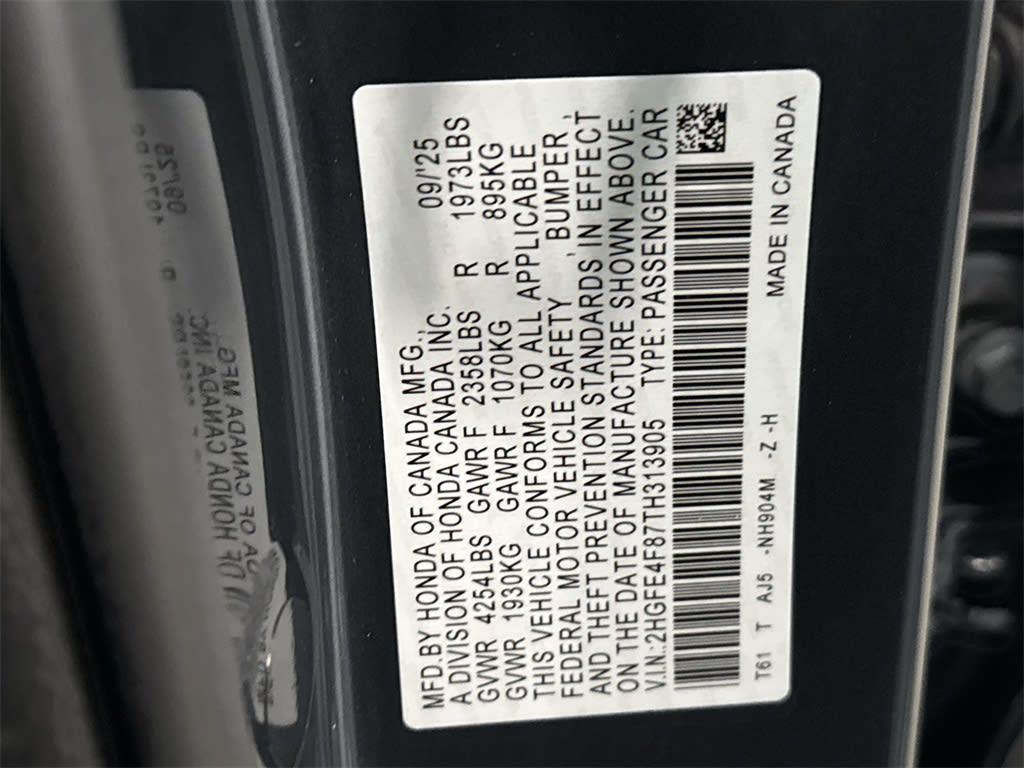 MFD.BY HONDA OF CANADA MFG., 09/'25
A DIVISION OF HONDA CANADA INC.
GVWR 4254LBS GAWR F 2358LBS R 1973LBS
GVWR 1930KG GAWR F 1070KG R 895KG
THIS VEHICLE CONFORMS TO ALL APPLICABLE
FEDERAL MOTOR VEHICLE SAFETY , BUMPER ,
AND THEFT PREVENTION STANDARDS IN EFFECT
ON THE DATE OF MANUFACTURE SHOWN ABOVE.
V.I.N.:2HGFE4F87TH313905 TYPE: PASSENGER CAR
T61 T AJ5 -NH904M -Z -H MADE IN CANADA